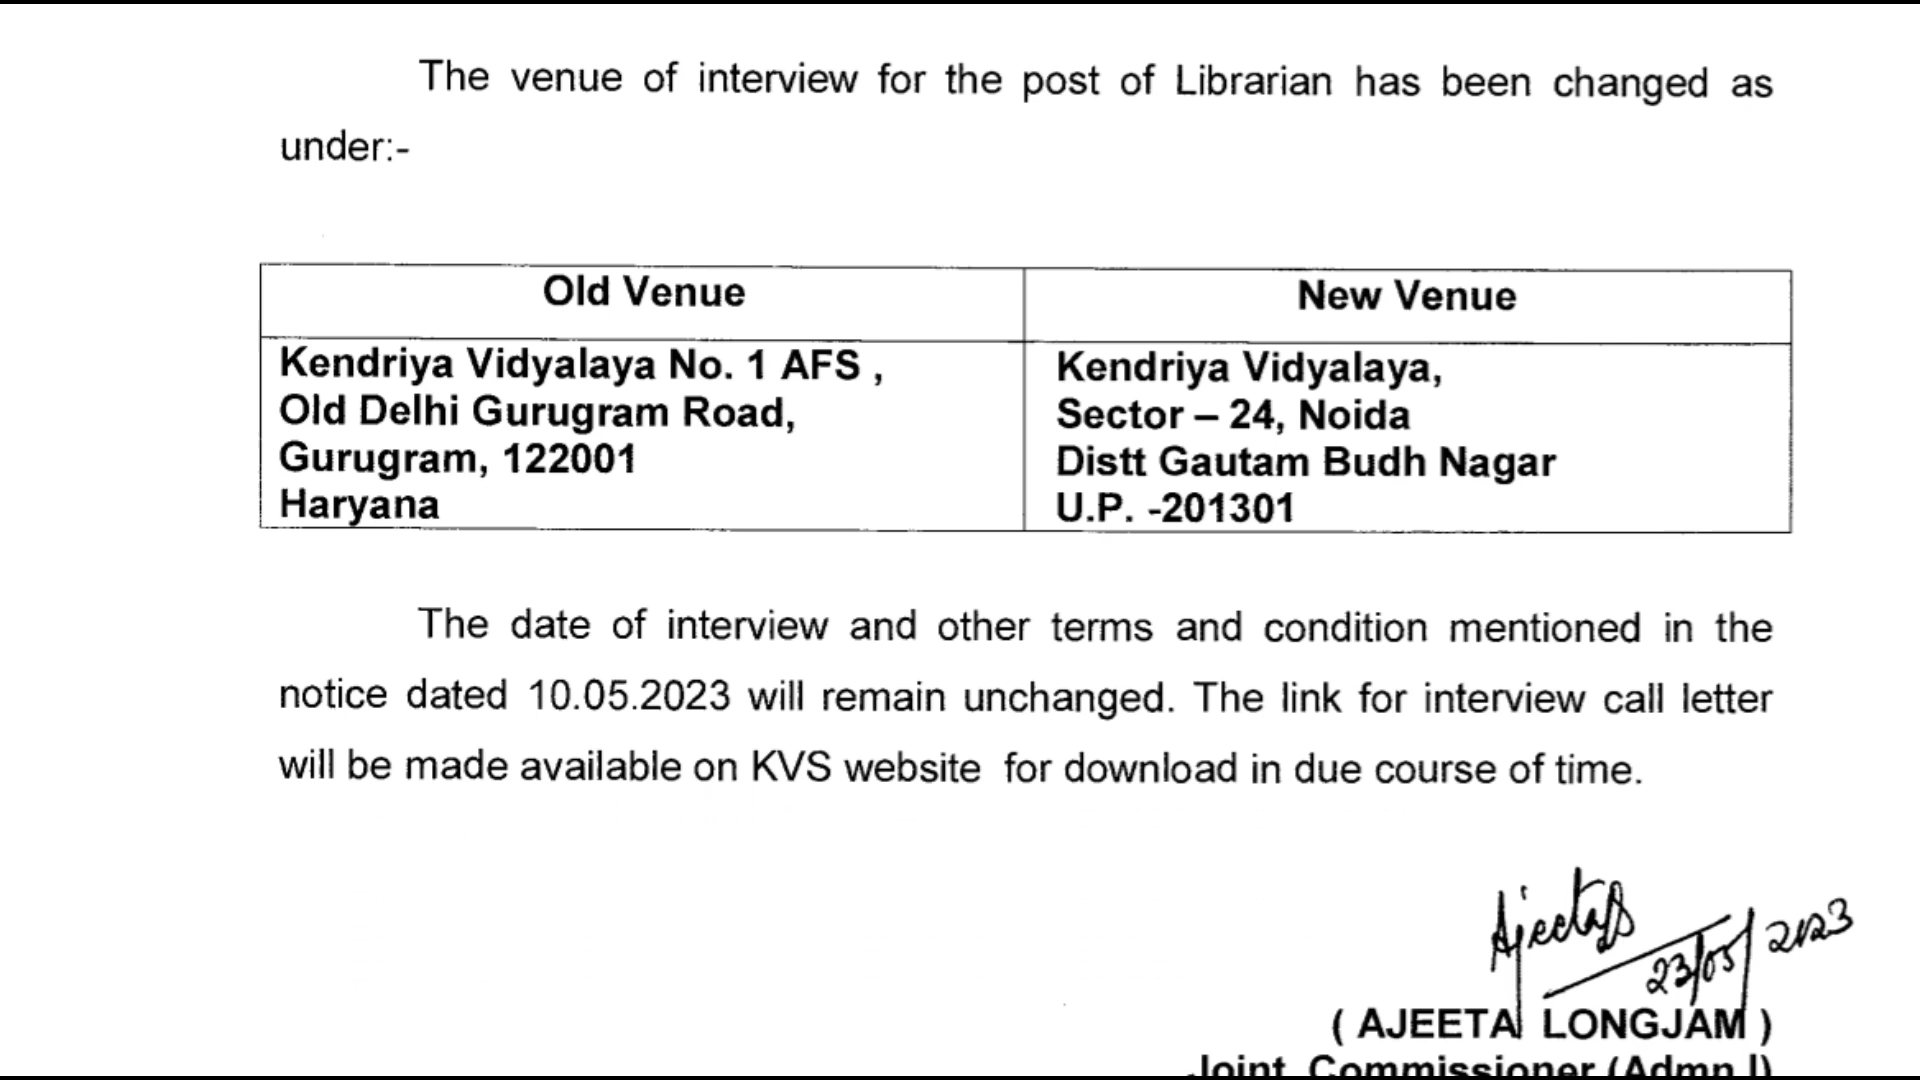 The venue of interview for the post of Librarian has been changed as
under:-
Old Venue
New Venue
Kendriya Vidyalaya No. 1 AFS ,
Old Delhi Gurugram Road,
Gurugram, 122001
Haryana
Kendriya Vidyalaya,
Sector – 24, Noida
Distt Gautam Budh Nagar
U.P. -201301
The date of interview and other terms and condition mentioned in the
notice dated 10.05.2023 will remain unchanged. The link for interview call letter
will be made available on KVS website for download in due course of time.
23/05/2023
( AJEETA LONGJAM )
Joint Commissioner (Admn.I)